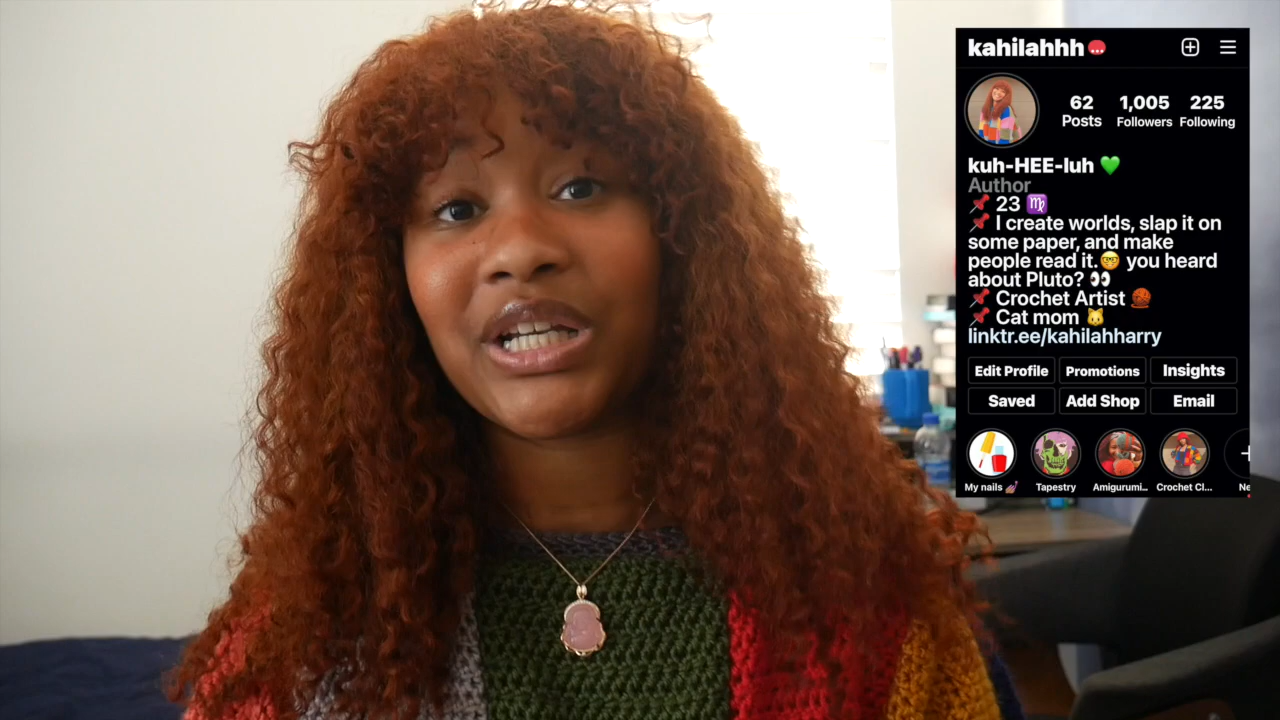 kahilahhh
62 1,005 225
Posts Followers Following
kuh-HEE-luh 💚
Author
📌 23 ♍
📌 I create worlds, slap it on
some paper, and make
people read it.🤓 you heard
about Pluto? 👀
📌 Crochet Artist 🧶
📌 Cat mom 🐱
linktr.ee/kahilahharry
Edit Profile Promotions Insights
Saved Add Shop Email
My nails 💅🏾 Tapestry Amigurumi... Crochet Cl... Ne